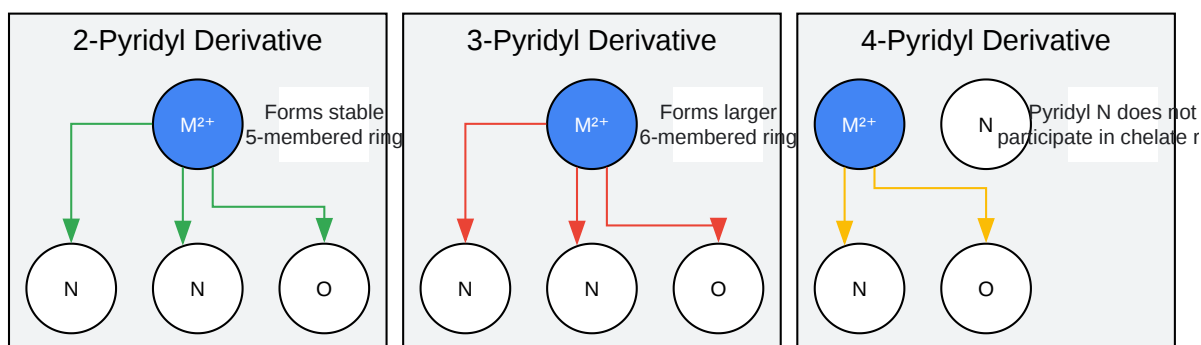 2-Pyridyl Derivative
M²⁺
Forms stable
5-membered ring
N
N
O
3-Pyridyl Derivative
M²⁺
Forms larger
6-membered ring
N
N
O
4-Pyridyl Derivative
M²⁺
N
Pyridyl N does not
participate in chelate r
N
O